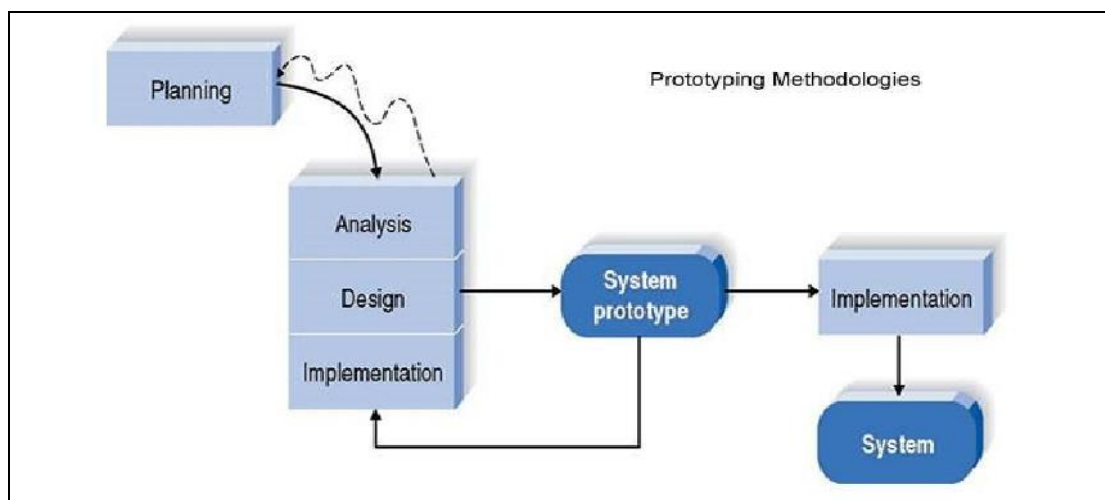 Planning
Prototyping Methodologies
Analysis
Design
Implementation
System
prototype
Implementation
System